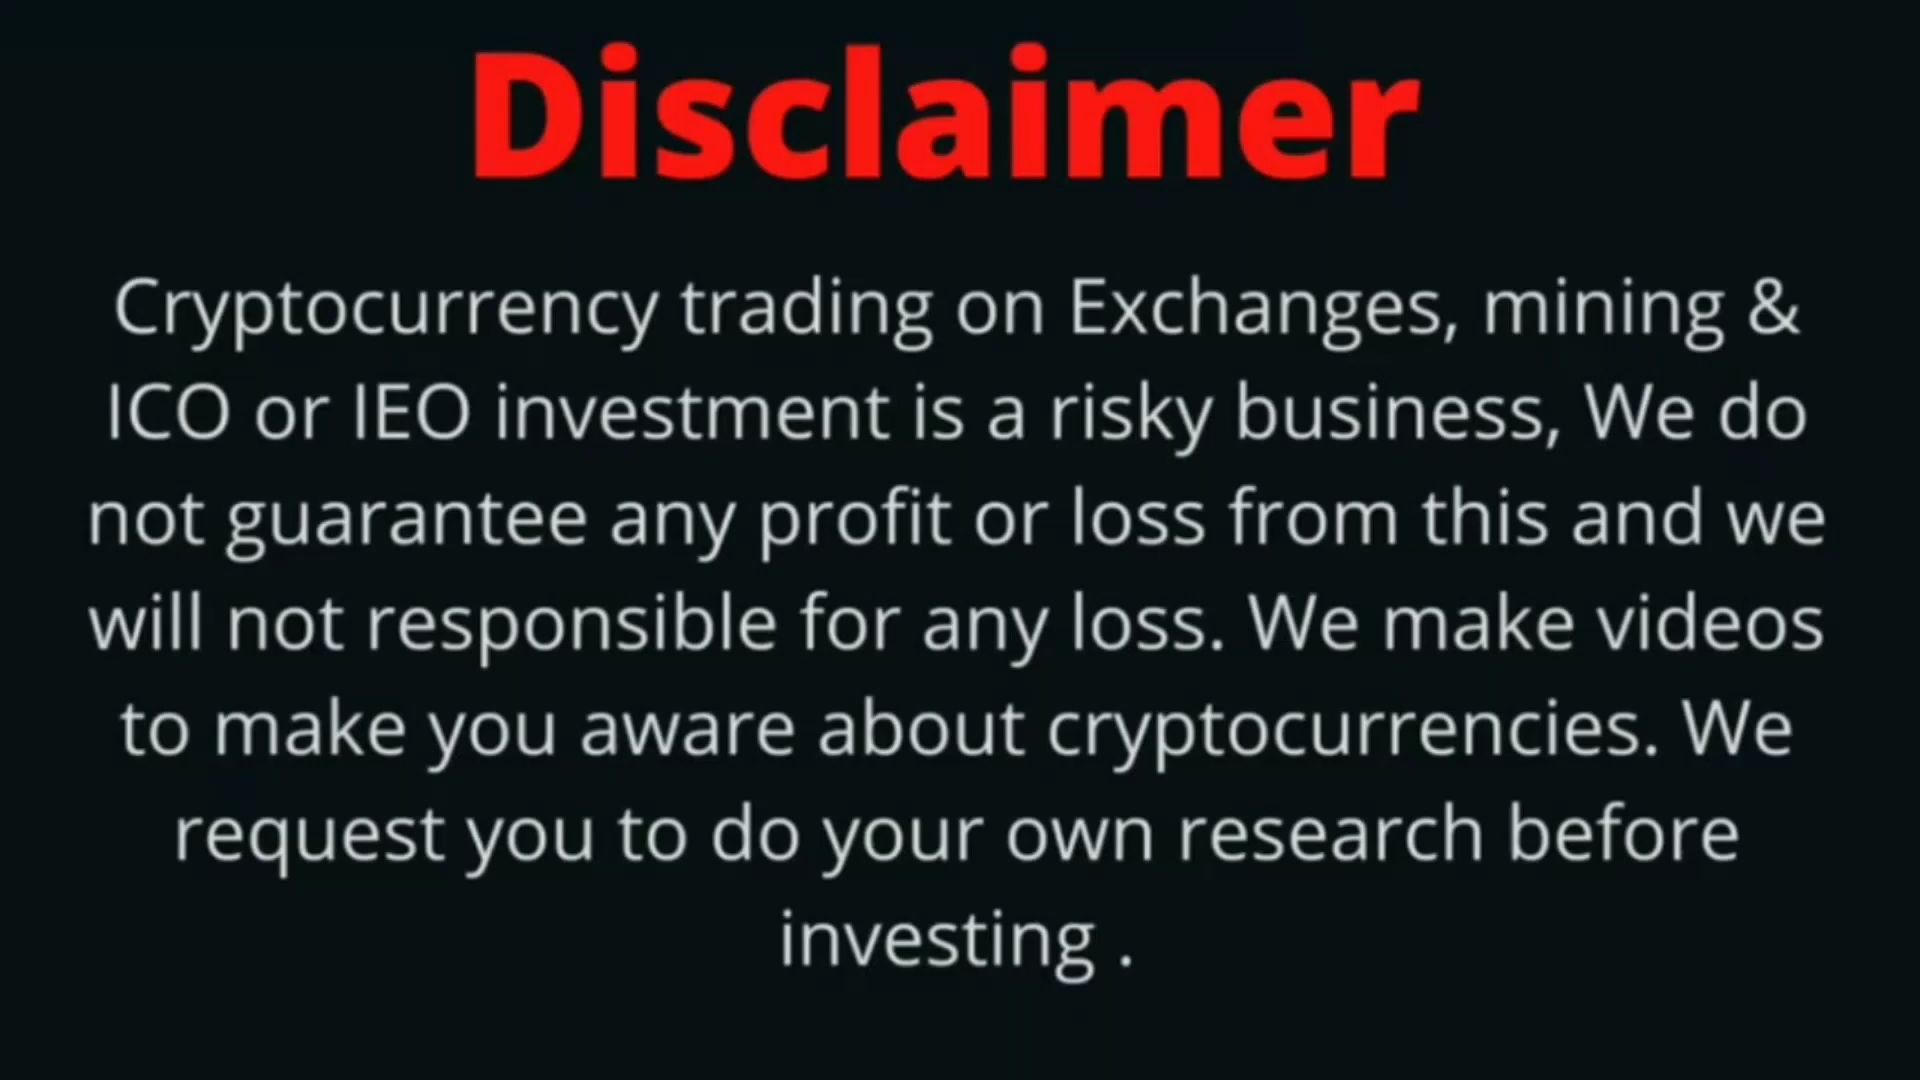 Disclaimer
Cryptocurrency trading on Exchanges, mining &
ICO or IEO investment is a risky business, We do
not guarantee any profit or loss from this and we
will not responsible for any loss. We make videos
to make you aware about cryptocurrencies. We
request you to do your own research before
investing .